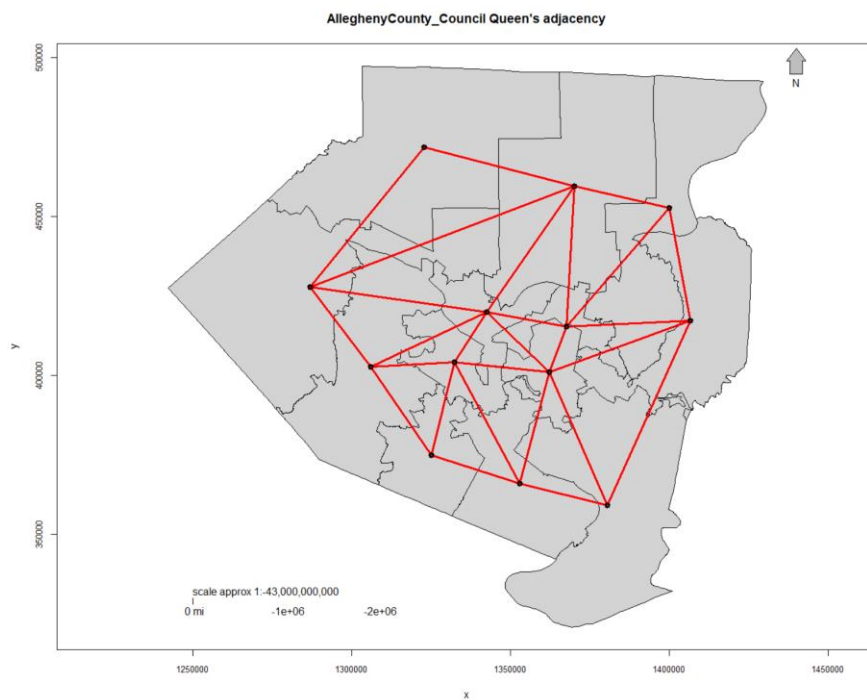 AlleghenyCounty_Council Queen's adjacency
N
500000
450000
400000
350000
y
scale approx 1:-43,000,000,000
0 mi -1e+06 -2e+06
1250000 1300000 1350000 1400000 1450000
x